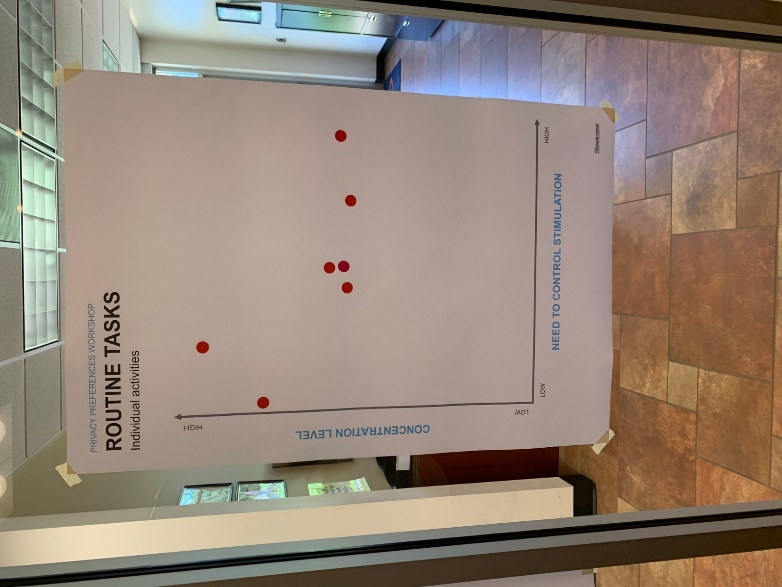 PRIVACY PREFERENCES WORKSHOP
ROUTINE TASKS
Individual activities
HIGH
CONCENTRATION LEVEL
LOW
LOW
NEED TO CONTROL STIMULATION
HIGH
Steelcase